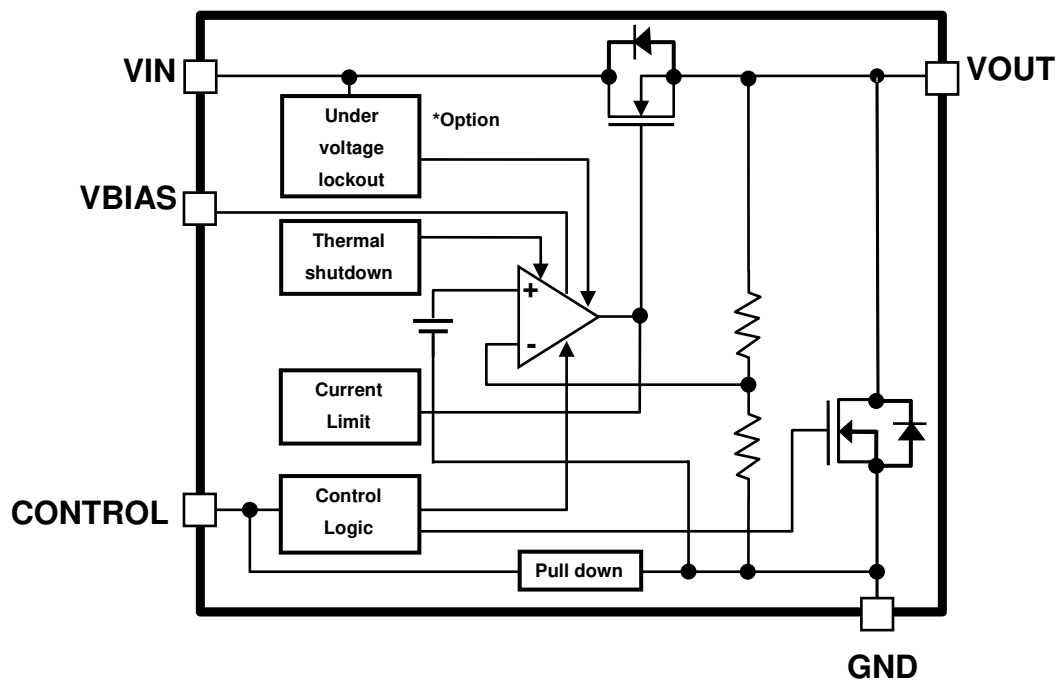 VIN
VOUT
Under
voltage
lockout
*Option
VBIAS
Thermal
shutdown
+
-
Current
Limit
CONTROL
Control
Logic
Pull down
GND